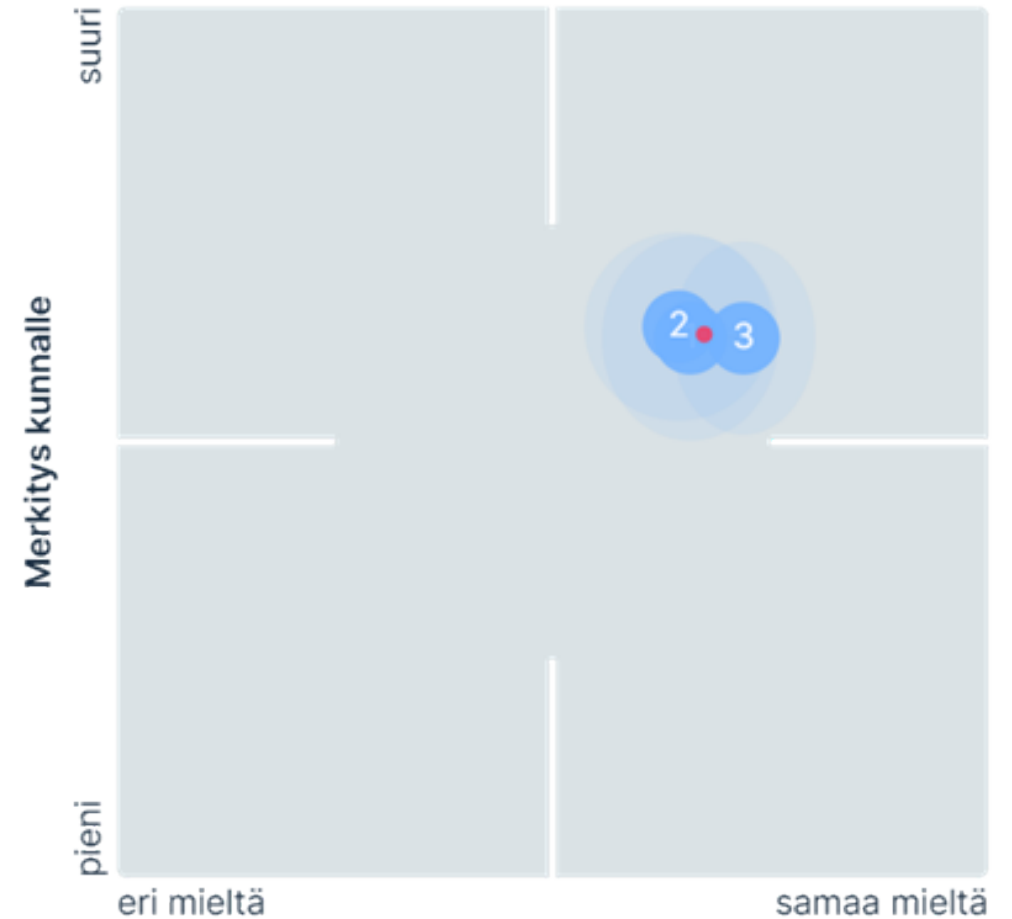 suuri
Merkitys kunnalle
2
3
pieni
eri mieltä
samaa mieltä